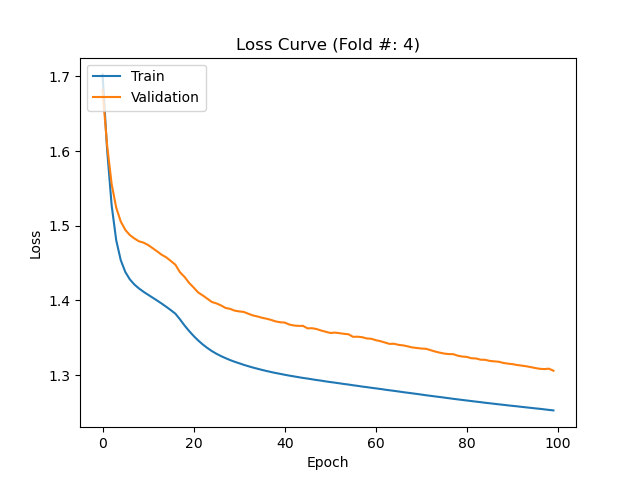 Loss Curve (Fold #: 4)
Train
Validation
Loss
1.7
1.6
1.5
1.4
1.3
0 20 40 60 80 100
Epoch